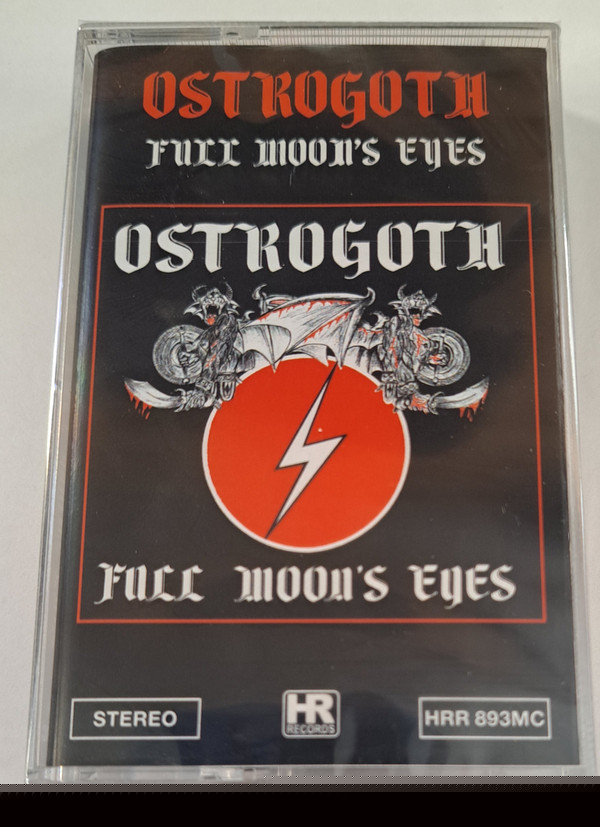 OSTROGOTH
FULL MOON'S EYES
OSTROGOTH
FULL MOON'S EYES
STEREO
HR
RECORDS
HRR 893MC